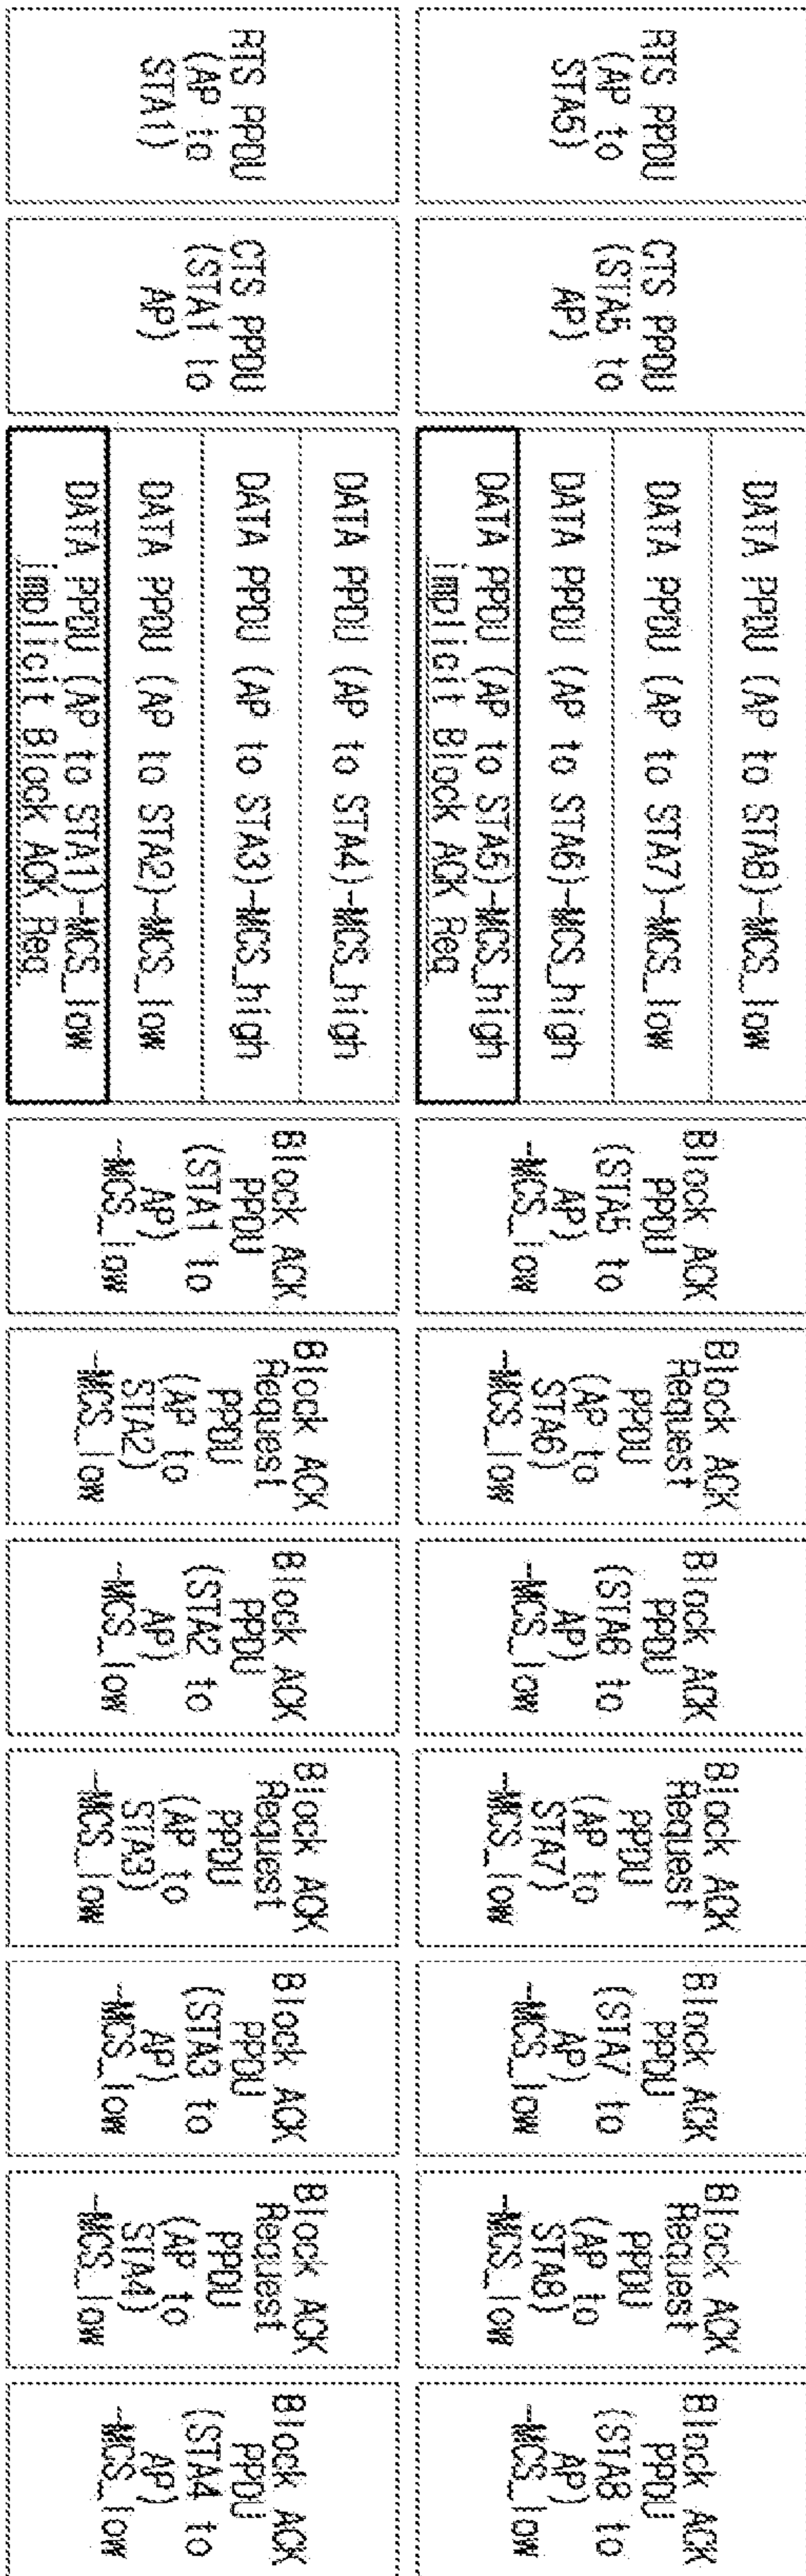 RTS PPDU
(AP to
STA5)
CTS PPDU
(STA5 to
AP)
DATA PPDU (AP to STA8)-MCS_low
DATA PPDU (AP to STA7)-MCS_low
DATA PPDU (AP to STA6)-MCS_high
DATA PPDU (AP to STA5)-MCS_high
implicit Block ACK Req
Block ACK
PPDU
(STA5 to
AP)
-MCS_low
Block ACK
Request
PPDU
(AP to
STA6)
-MCS_low
Block ACK
PPDU
(STA6 to
AP)
-MCS_low
Block ACK
Request
PPDU
(AP to
STA7)
-MCS_low
Block ACK
PPDU
(STA7 to
AP)
-MCS_low
Block ACK
Request
PPDU
(AP to
STA8)
-MCS_low
Block ACK
PPDU
(STA8 to
AP)
-MCS_low
RTS PPDU
(AP to
STA1)
CTS PPDU
(STA1 to
AP)
DATA PPDU (AP to STA4)-MCS_high
DATA PPDU (AP to STA3)-MCS_high
DATA PPDU (AP to STA2)-MCS_low
DATA PPDU (AP to STA1)-MCS_low
implicit Block ACK Req
Block ACK
PPDU
(STA1 to
AP)
-MCS_low
Block ACK
Request
PPDU
(AP to
STA2)
-MCS_low
Block ACK
PPDU
(STA2 to
AP)
-MCS_low
Block ACK
Request
PPDU
(AP to
STA3)
-MCS_low
Block ACK
PPDU
(STA3 to
AP)
-MCS_low
Block ACK
Request
PPDU
(AP to
STA4)
-MCS_low
Block ACK
PPDU
(STA4 to
AP)
-MCS_low